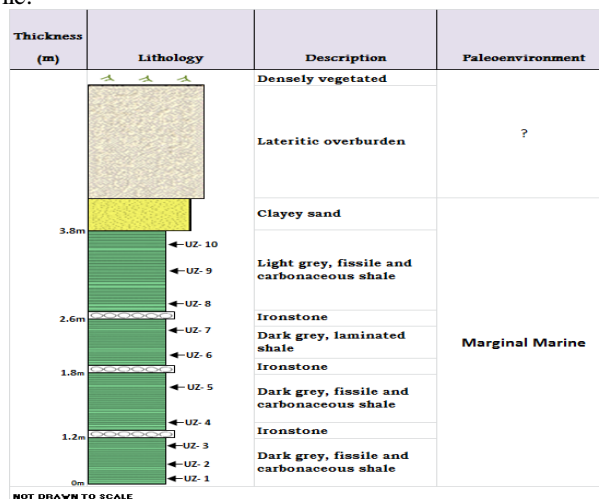 ne.
Thickness
(m)
Lithology
Description
Paleoenvironment
Densely vegetated
Lateritic overburden
?
Clayey sand
3.8m
UZ- 10
Light grey, fissile and
carbonaceous shale
UZ- 9
UZ- 8
Ironstone
2.6m
UZ- 7
Dark grey, laminated
shale
Marginal Marine
UZ- 6
Ironstone
1.8m
UZ- 5
Dark grey, fissile and
carbonaceous shale
UZ- 4
Ironstone
1.2m
UZ- 3
Dark grey, fissile and
carbonaceous shale
UZ- 2
UZ- 1
0m
NOT DRAWN TO SCALE